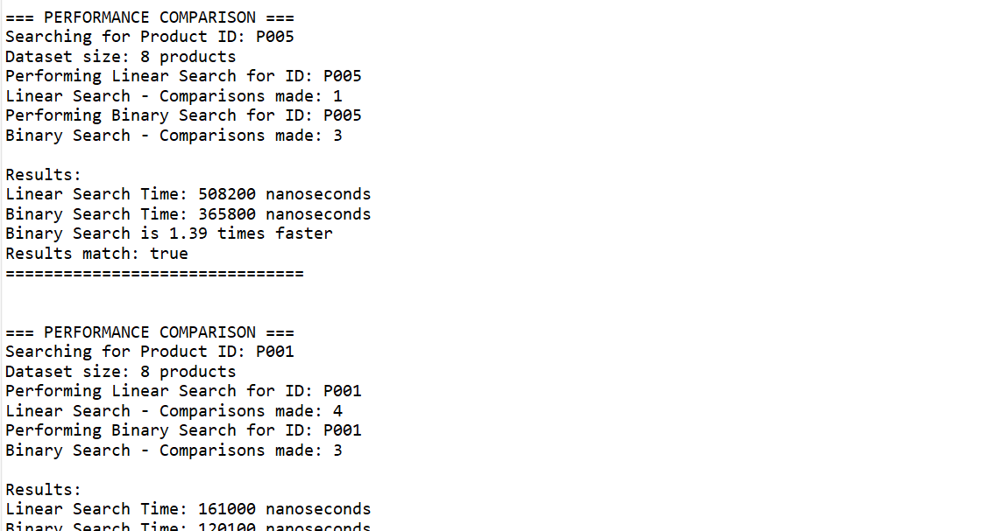 === PERFORMANCE COMPARISON ===
Searching for Product ID: P005
Dataset size: 8 products
Performing Linear Search for ID: P005
Linear Search - Comparisons made: 1
Performing Binary Search for ID: P005
Binary Search - Comparisons made: 3

Results:
Linear Search Time: 508200 nanoseconds
Binary Search Time: 365800 nanoseconds
Binary Search is 1.39 times faster
Results match: true
===============================

=== PERFORMANCE COMPARISON ===
Searching for Product ID: P001
Dataset size: 8 products
Performing Linear Search for ID: P001
Linear Search - Comparisons made: 4
Performing Binary Search for ID: P001
Binary Search - Comparisons made: 3

Results:
Linear Search Time: 161000 nanoseconds
Binary Search Time: 120100 nanoseconds